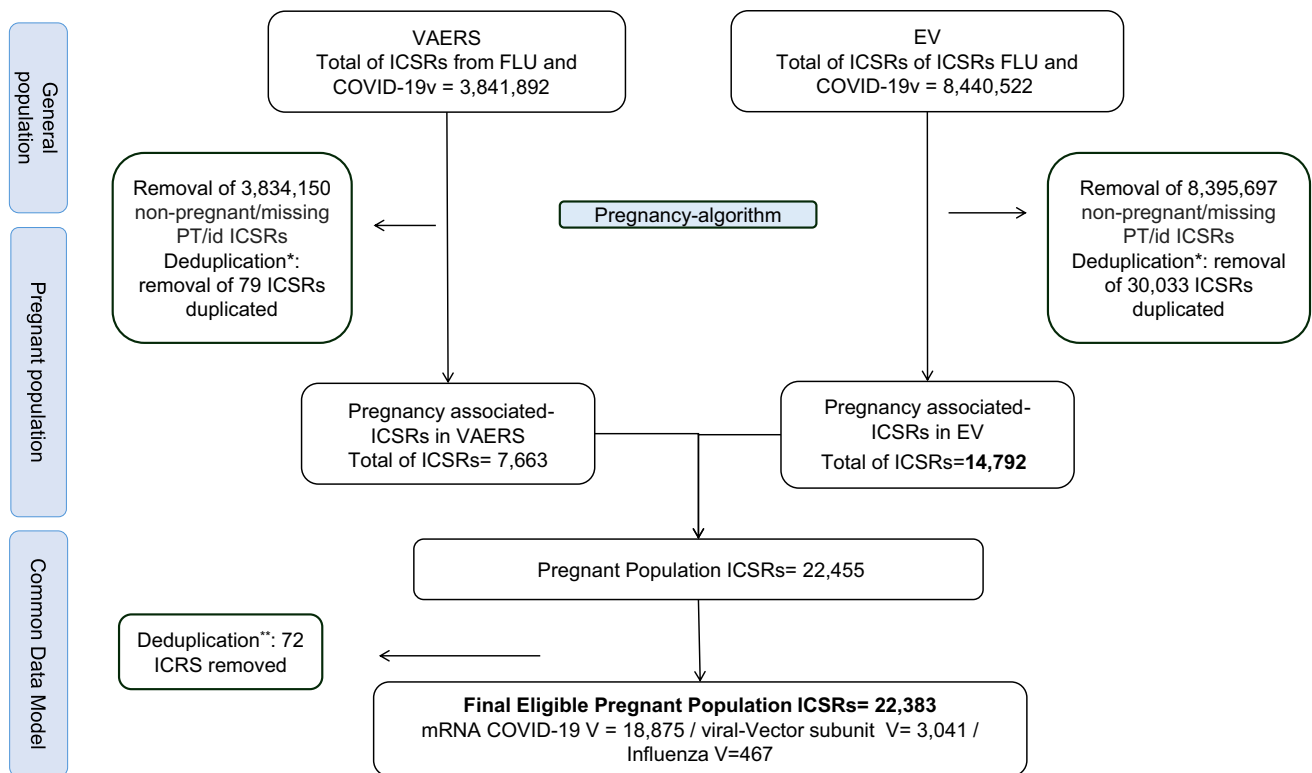 General
population
VAERS
Total of ICSRs from FLU and
COVID-19v = 3,841,892
EV
Total of ICSRs of ICSRs FLU and
COVID-19v = 8,440,522
Removal of 3,834,150
non-pregnant/missing
PT/id ICSRs
Deduplication*:
removal of 79 ICSRs
duplicated
Pregnancy-algorithm
Removal of 8,395,697
non-pregnant/missing
PT/id ICSRs
Deduplication*: removal
of 30,033 ICSRs
duplicated
Pregnant population
Pregnancy associated-
ICSRs in VAERS
Total of ICSRs= 7,663
Pregnancy associated-
ICSRs in EV
Total of ICSRs=14,792
Common Data Model
Pregnant Population ICSRs= 22,455
Deduplication**: 72
ICRS removed
Final Eligible Pregnant Population ICSRs= 22,383
mRNA COVID-19 V = 18,875 / viral-Vector subunit V= 3,041 /
Influenza V=467